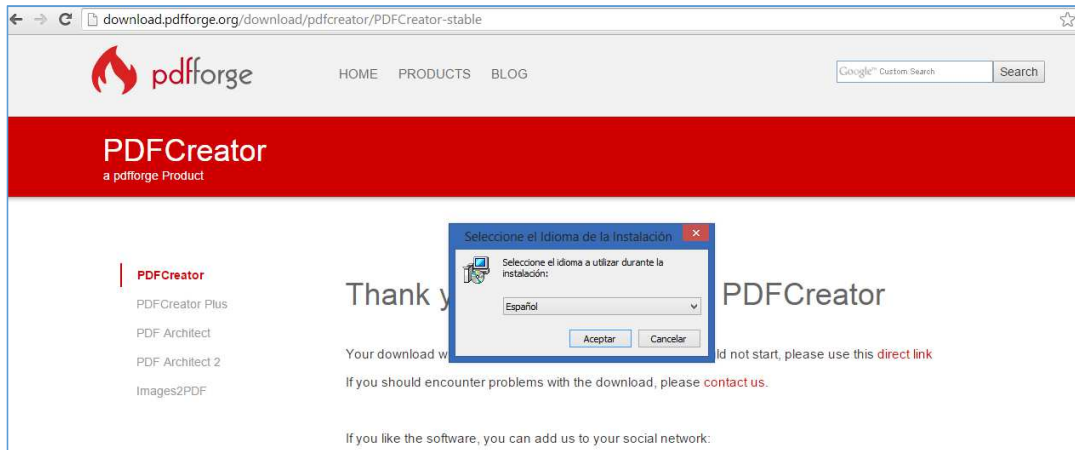 download.pdfforge.org/download/pdfcreator/PDFCreator-stable
pdfforge
HOME PRODUCTS BLOG
Google™ Custom Search
Search
PDFCreator
a pdfforge Product
Seleccione el Idioma de la Instalación
Seleccione el idioma a utilizar durante la
instalación:
Español
Aceptar Cancelar
PDFCreator
PDFCreator Plus
PDF Architect
PDF Architect 2
Images2PDF
Thank y PDFCreator
Your download w ld not start, please use this direct link
If you should encounter problems with the download, please contact us.
If you like the software, you can add us to your social network: